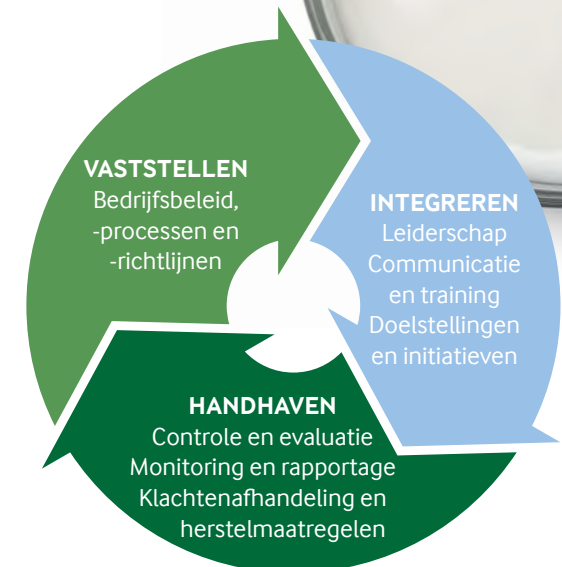 VASTSTELLEN
Bedrijfsbeleid,
-processen en
-richtlijnen
INTEGREREN
Leiderschap
Communicatie
en training
Doelstellingen
en initiatieven
HANDHAVEN
Controle en evaluatie
Monitoring en rapportage
Klachtenafhandeling en
herstelmaatregelen